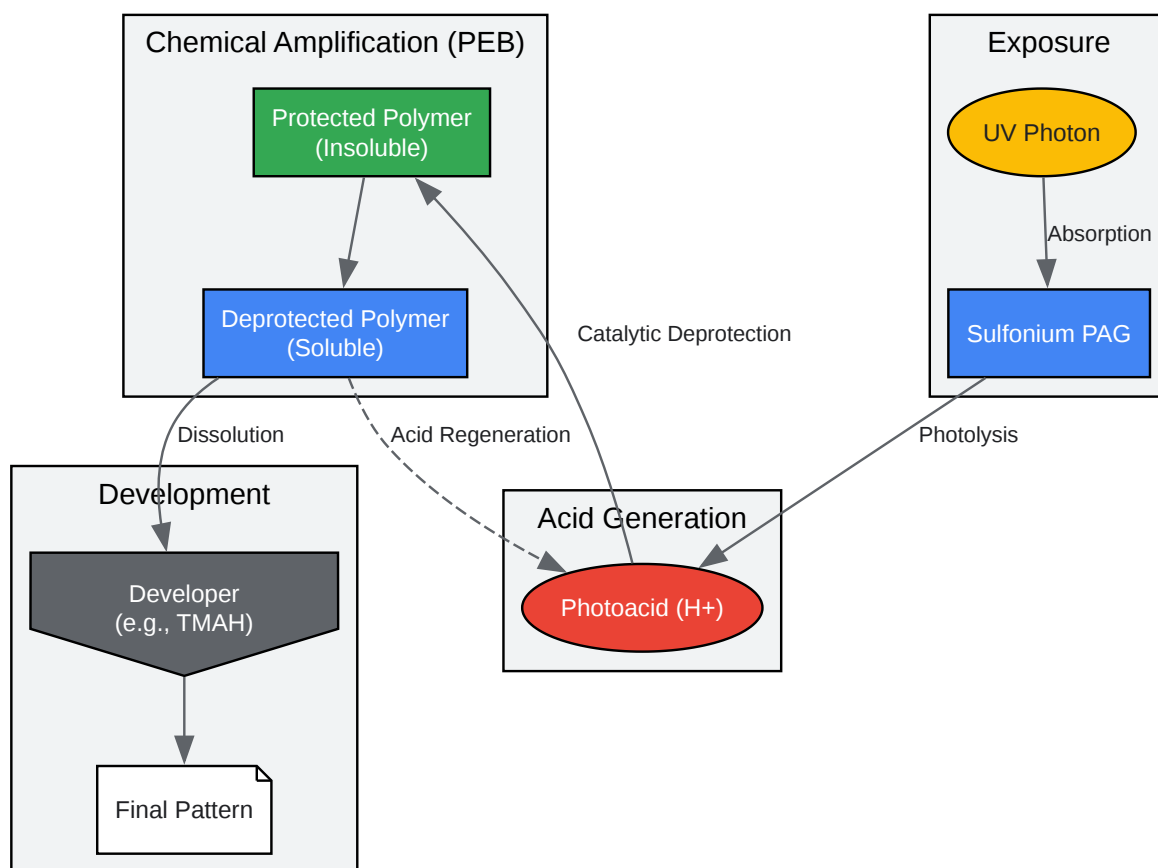 Chemical Amplification (PEB)
Protected Polymer
(Insoluble)
Deprotected Polymer
(Soluble)
Exposure
UV Photon
Absorption
Sulfonium PAG
Catalytic Deprotection
Dissolution
Acid Regeneration
Photolysis
Development
Developer
(e.g., TMAH)
Final Pattern
Acid Generation
Photoacid (H+)